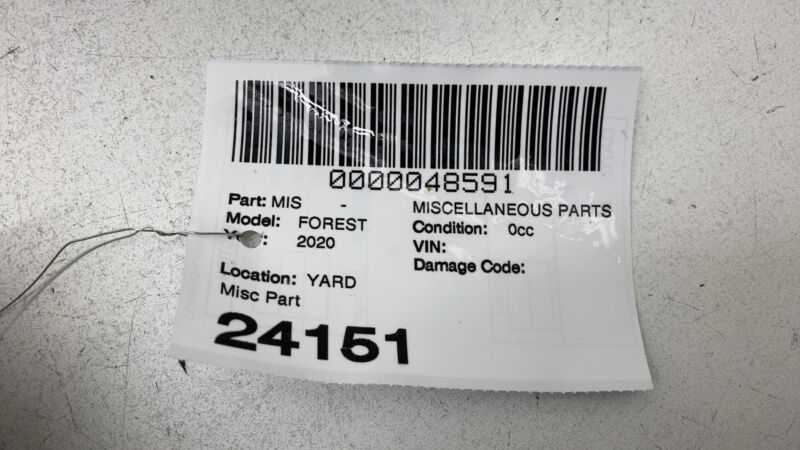 0000048591
Part: MIS - MISCELLANEOUS PARTS
Model: FOREST Condition: 0cc
2020 VIN:
Damage Code:
Location: YARD
Misc Part
24151